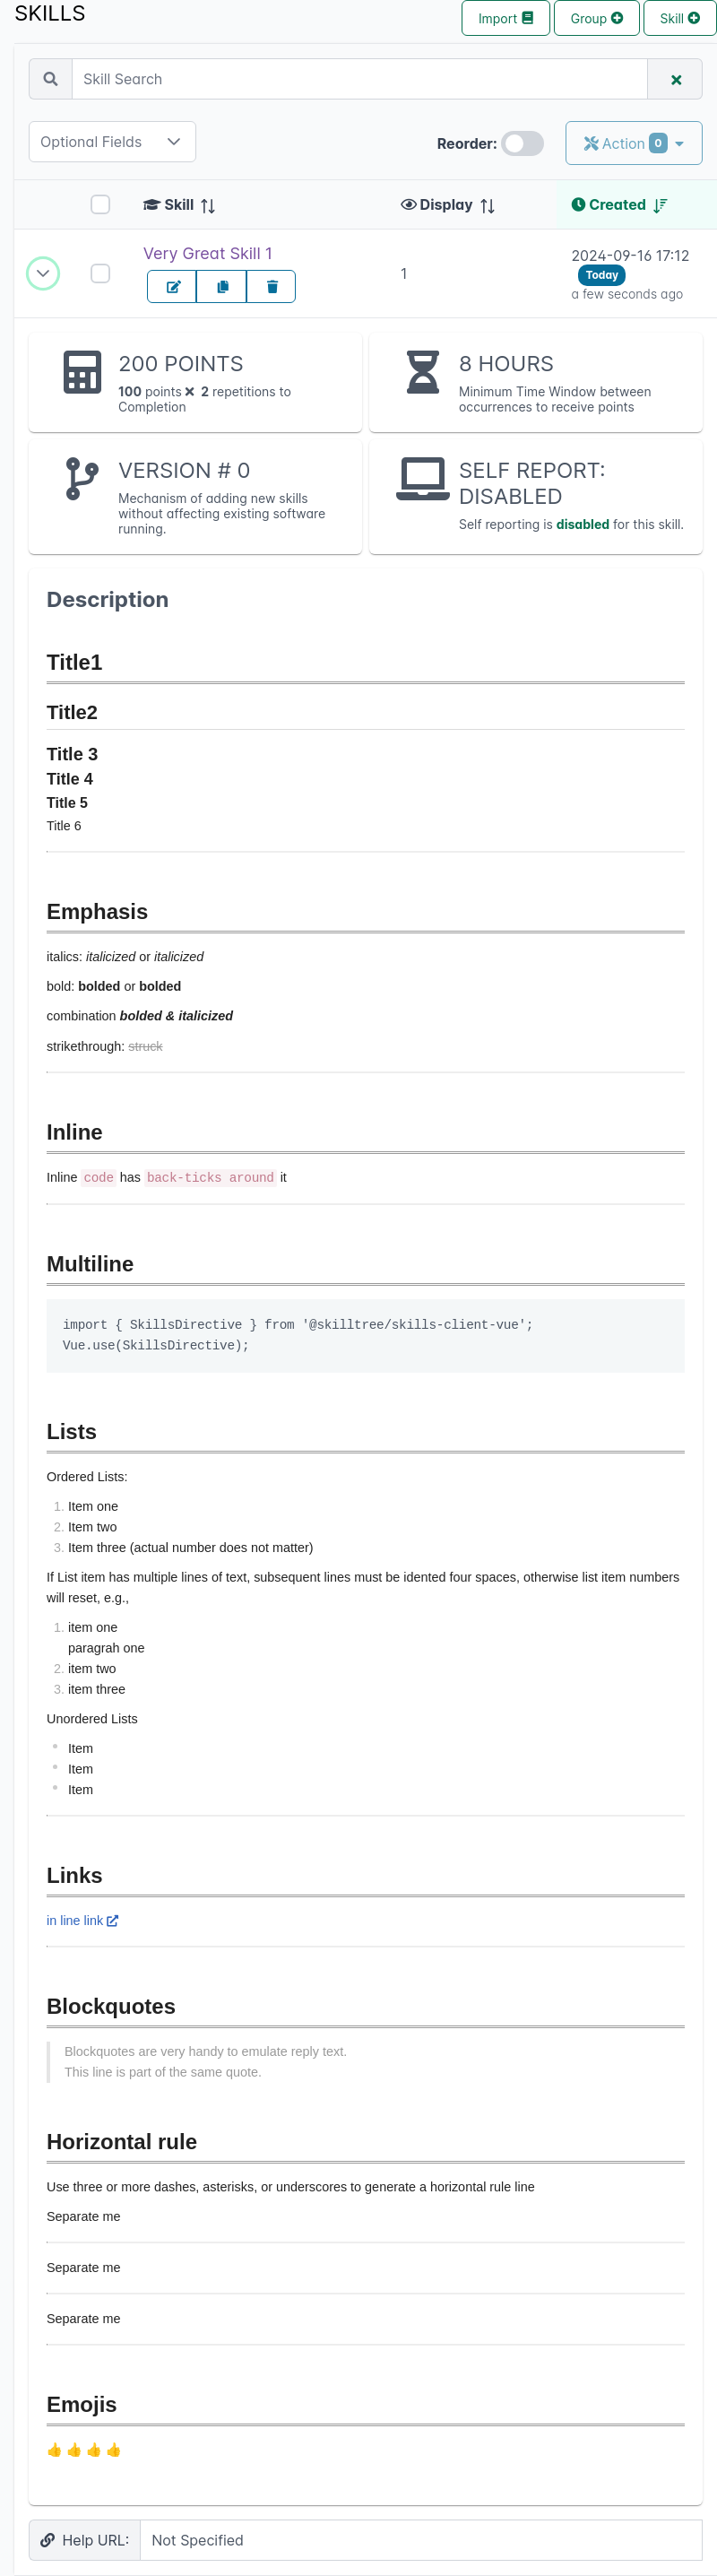 SKILLS
Import
Group
Skill
Skill Search
Optional Fields
Reorder:
Action 0
Skill
Display
Created
Very Great Skill 1
1
2024-09-16 17:12
Today
a few seconds ago
200 POINTS
100 points × 2 repetitions to
Completion
8 HOURS
Minimum Time Window between
occurrences to receive points
VERSION # 0
Mechanism of adding new skills
without affecting existing software
running.
SELF REPORT:
DISABLED
Self reporting is disabled for this skill.
Description
Title1
Title2
Title 3
Title 4
Title 5
Title 6
Emphasis
italics: italicized or italicized
bold: bolded or bolded
combination bolded & italicized
strikethrough: struck
Inline
Inline code has back-ticks around it
Multiline
import { SkillsDirective } from '@skilltree/skills-client-vue';
Vue.use(SkillsDirective);
Lists
Ordered Lists:
1. Item one
2. Item two
3. Item three (actual number does not matter)
If List item has multiple lines of text, subsequent lines must be idented four spaces, otherwise list item numbers
will reset, e.g.,
1. item one
paragrah one
2. item two
3. item three
Unordered Lists
• Item
• Item
• Item
Links
in line link
Blockquotes
Blockquotes are very handy to emulate reply text.
This line is part of the same quote.
Horizontal rule
Use three or more dashes, asterisks, or underscores to generate a horizontal rule line
Separate me
Separate me
Separate me
Emojis
👍 👍 👍 👍
Help URL: Not Specified